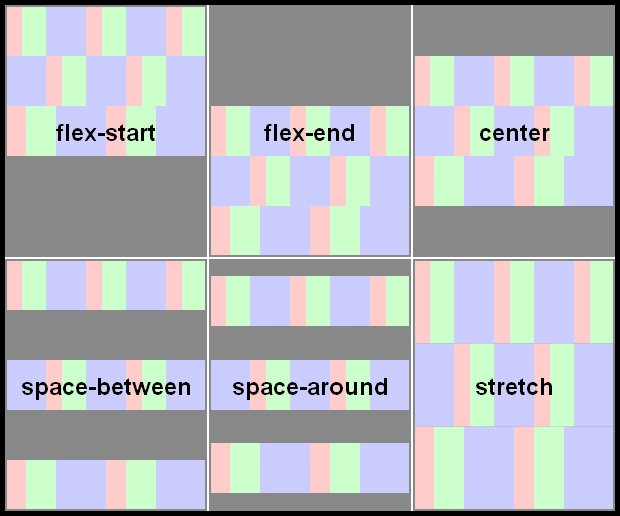 flex-start
flex-end
center
space-between
space-around
stretch